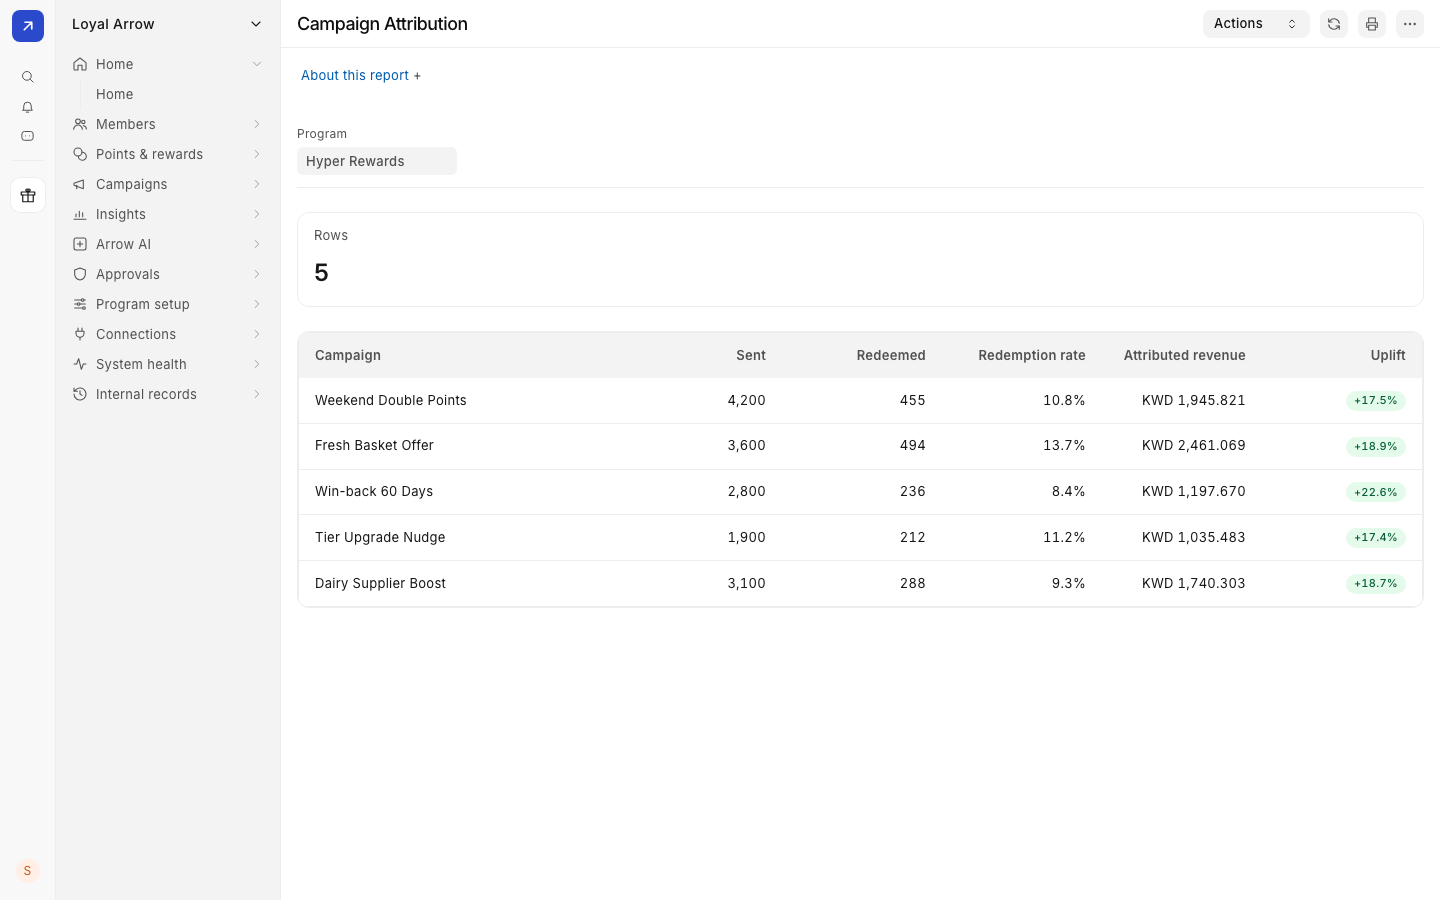 Loyal Arrow
Home
Home
Members
Points & rewards
Campaigns
Insights
Arrow AI
Approvals
Program setup
Connections
System health
Internal records
S
Campaign Attribution
Actions
About this report +
Program
Hyper Rewards
Rows
5
Campaign Sent Redeemed Redemption rate Attributed revenue Uplift
Weekend Double Points 4,200 455 10.8% KWD 1,945.821 +17.5%
Fresh Basket Offer 3,600 494 13.7% KWD 2,461.069 +18.9%
Win-back 60 Days 2,800 236 8.4% KWD 1,197.670 +22.6%
Tier Upgrade Nudge 1,900 212 11.2% KWD 1,035.483 +17.4%
Dairy Supplier Boost 3,100 288 9.3% KWD 1,740.303 +18.7%